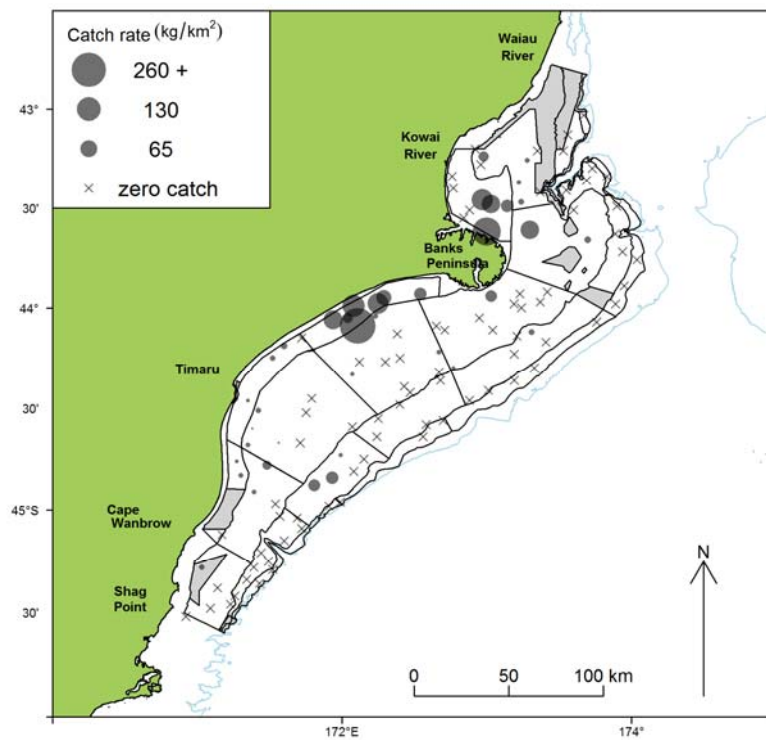 Catch rate (kg/km²)
260 +
130
65
zero catch
Waiau
River
43°
Kowai
River
30'
Banks
Peninsula
44°
Timaru
30'
45°S
Cape
Wanbrow
Shag
Point
N
30'
0 50 100 km
172°E 174°